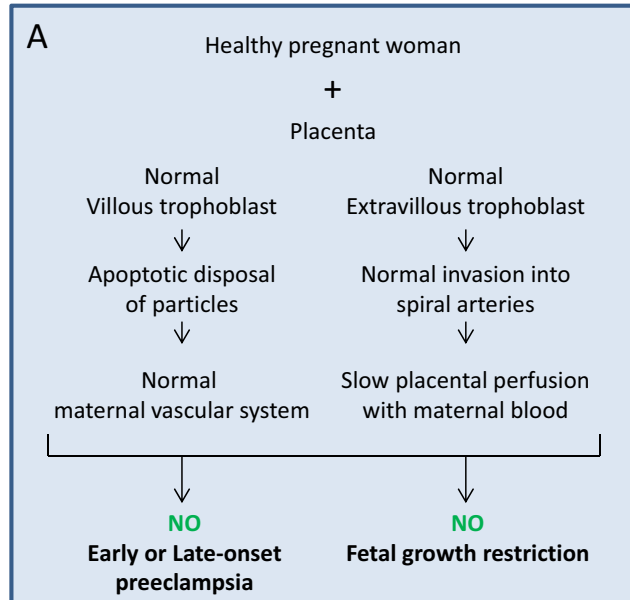 A
Healthy pregnant woman
+
Placenta
Normal
Villous trophoblast
Apoptotic disposal
of particles
Normal
maternal vascular system
Normal
Extravillous trophoblast
Normal invasion into
spiral arteries
Slow placental perfusion
with maternal blood
NO
Early or Late-onset
preeclampsia
NO
Fetal growth restriction